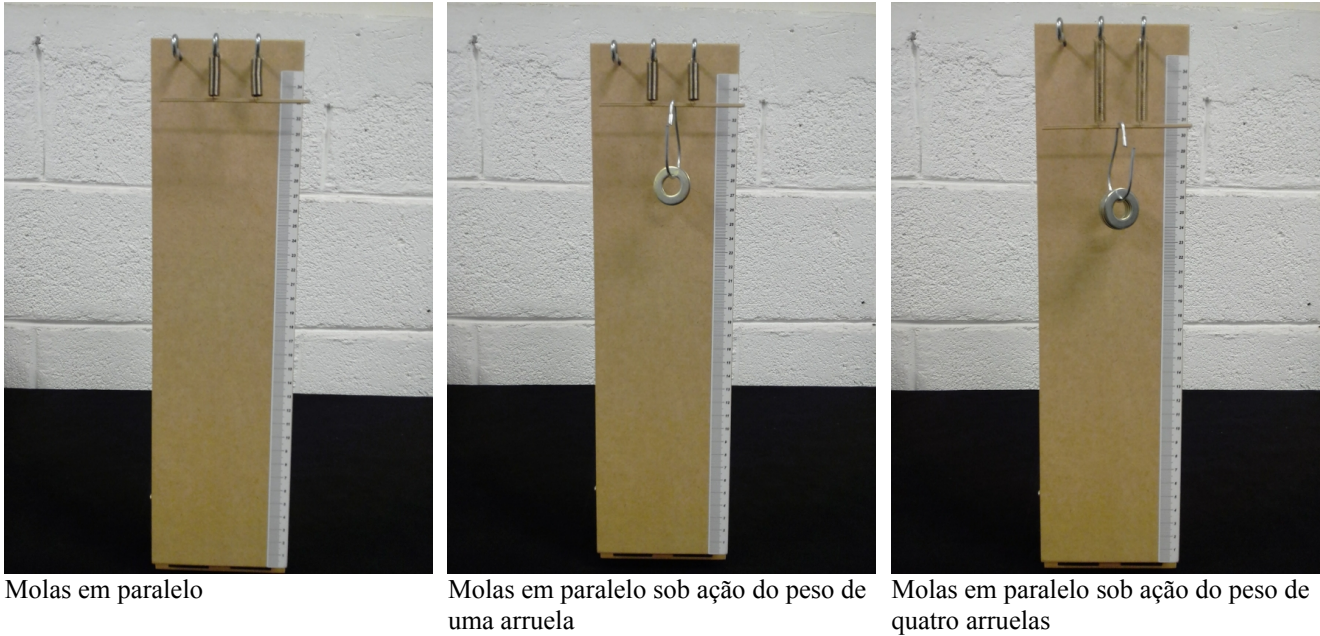 Molas em paralelo
Molas em paralelo sob ação do peso de
uma arruela
Molas em paralelo sob ação do peso de
quatro arruelas